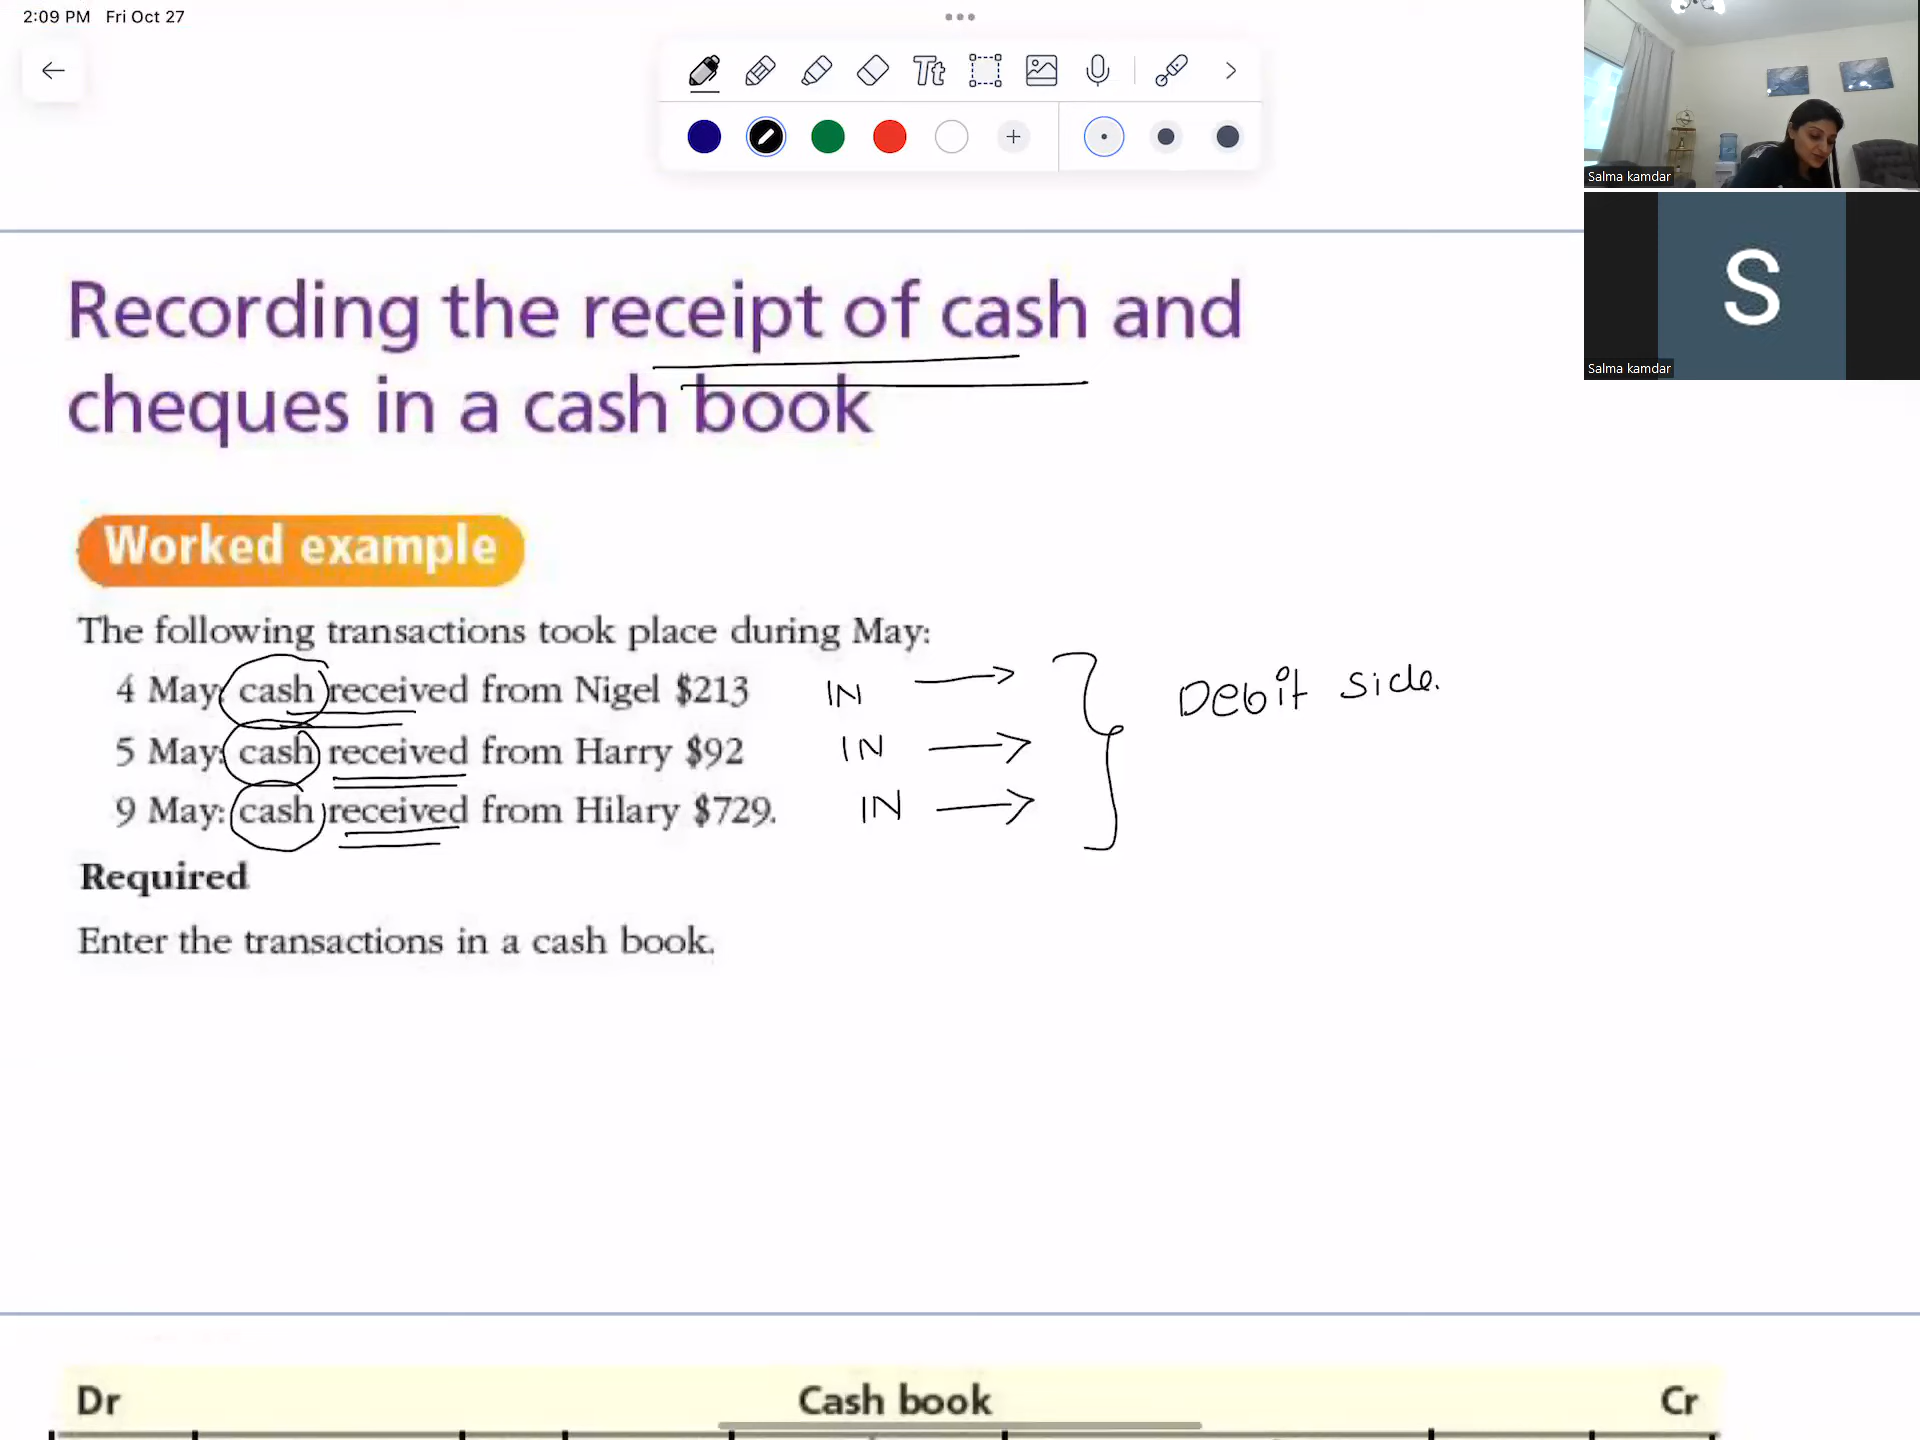 2:09 PM Fri Oct 27
Tt
Salma kamdar
S
Salma kamdar
Recording the receipt of cash and
cheques in a cash book
Worked example
The following transactions took place during May:
4 May: cash received from Nigel $213 IN
5 May: cash received from Harry $92 IN
9 May: cash received from Hilary $729. IN
Debit side.
Required
Enter the transactions in a cash book.
Dr Cash book Cr